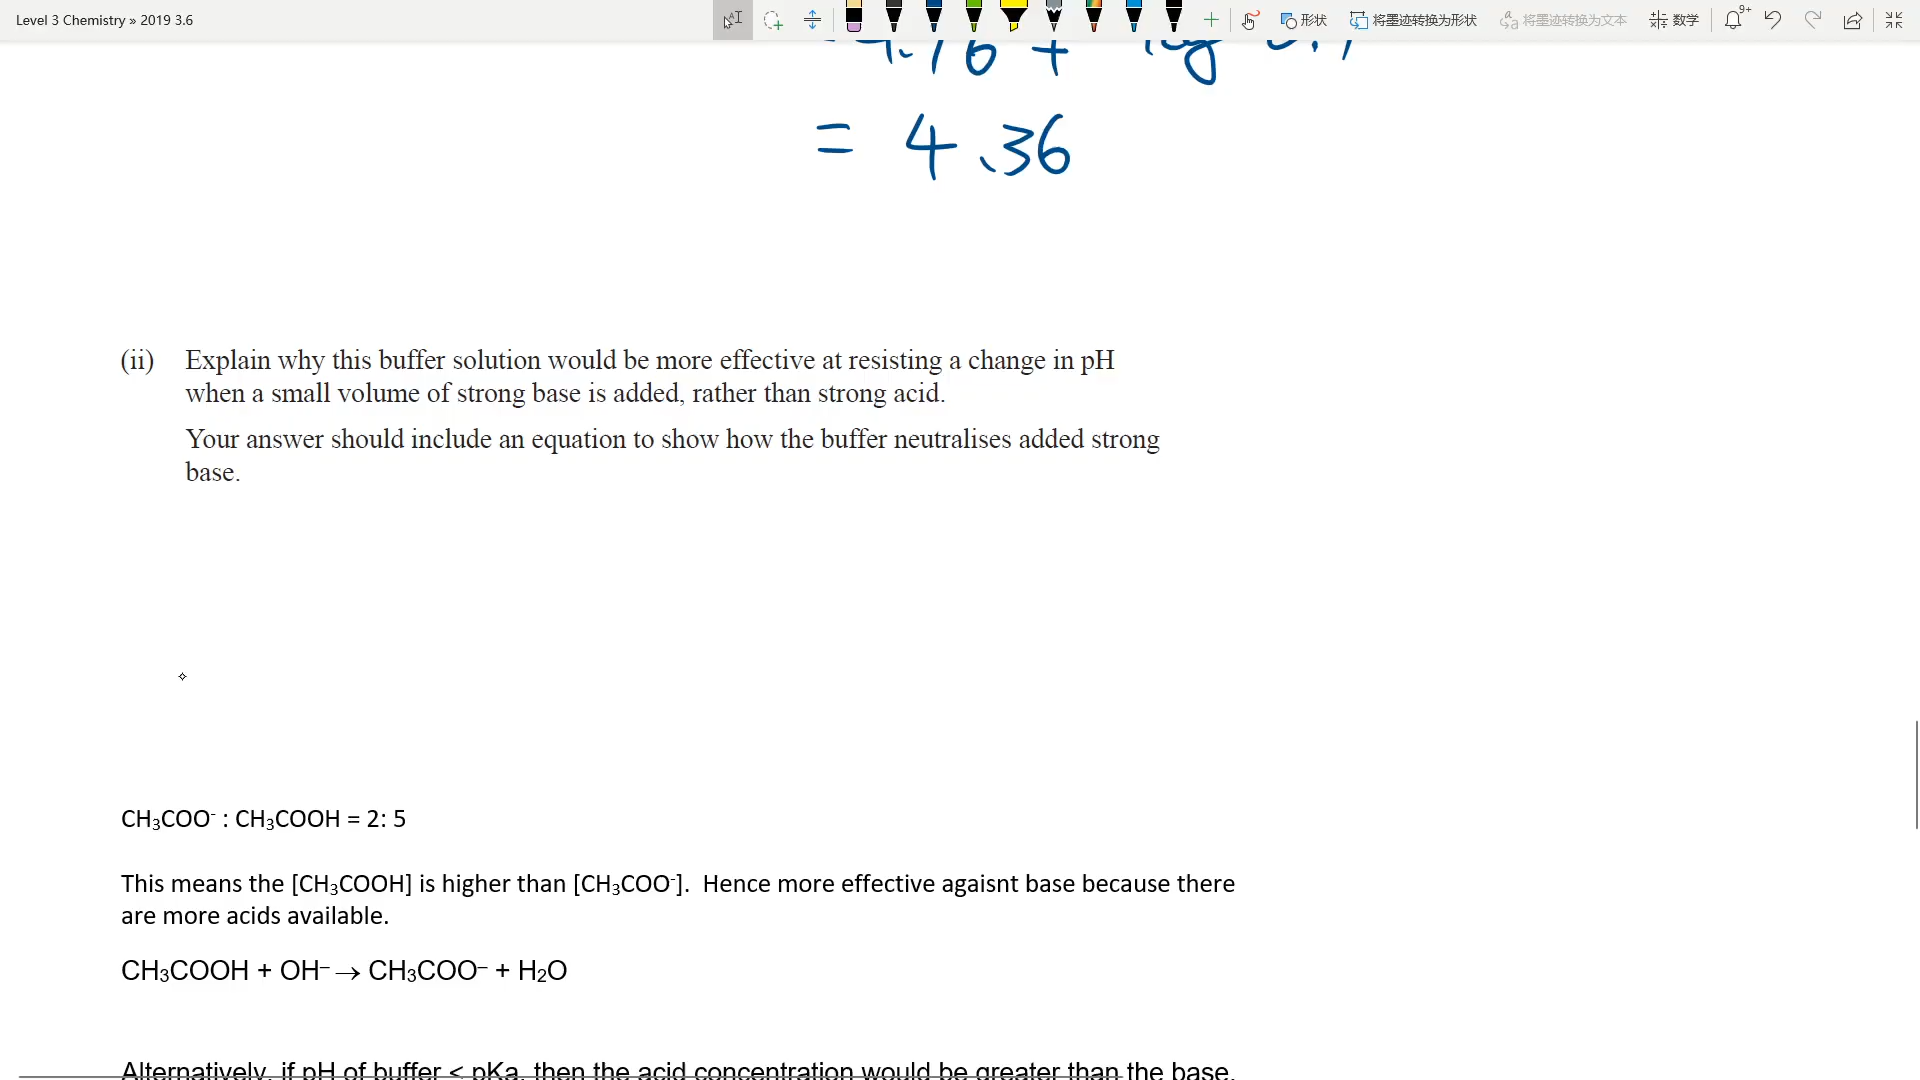 Level 3 Chemistry » 2019 3.6
9+
形状
将墨迹转换为形状
将墨迹转换为文本
数学
= 4.36
(ii) Explain why this buffer solution would be more effective at resisting a change in pH
when a small volume of strong base is added, rather than strong acid.
Your answer should include an equation to show how the buffer neutralises added strong
base.
CH₃COO⁻ : CH₃COOH = 2: 5
This means the [CH₃COOH] is higher than [CH₃COO⁻].  Hence more effective agaisnt base because there
are more acids available.
CH₃COOH + OH⁻ → CH₃COO⁻ + H₂O
Alternatively, if pH of buffer < pKa, then the acid concentration would be greater than the base.